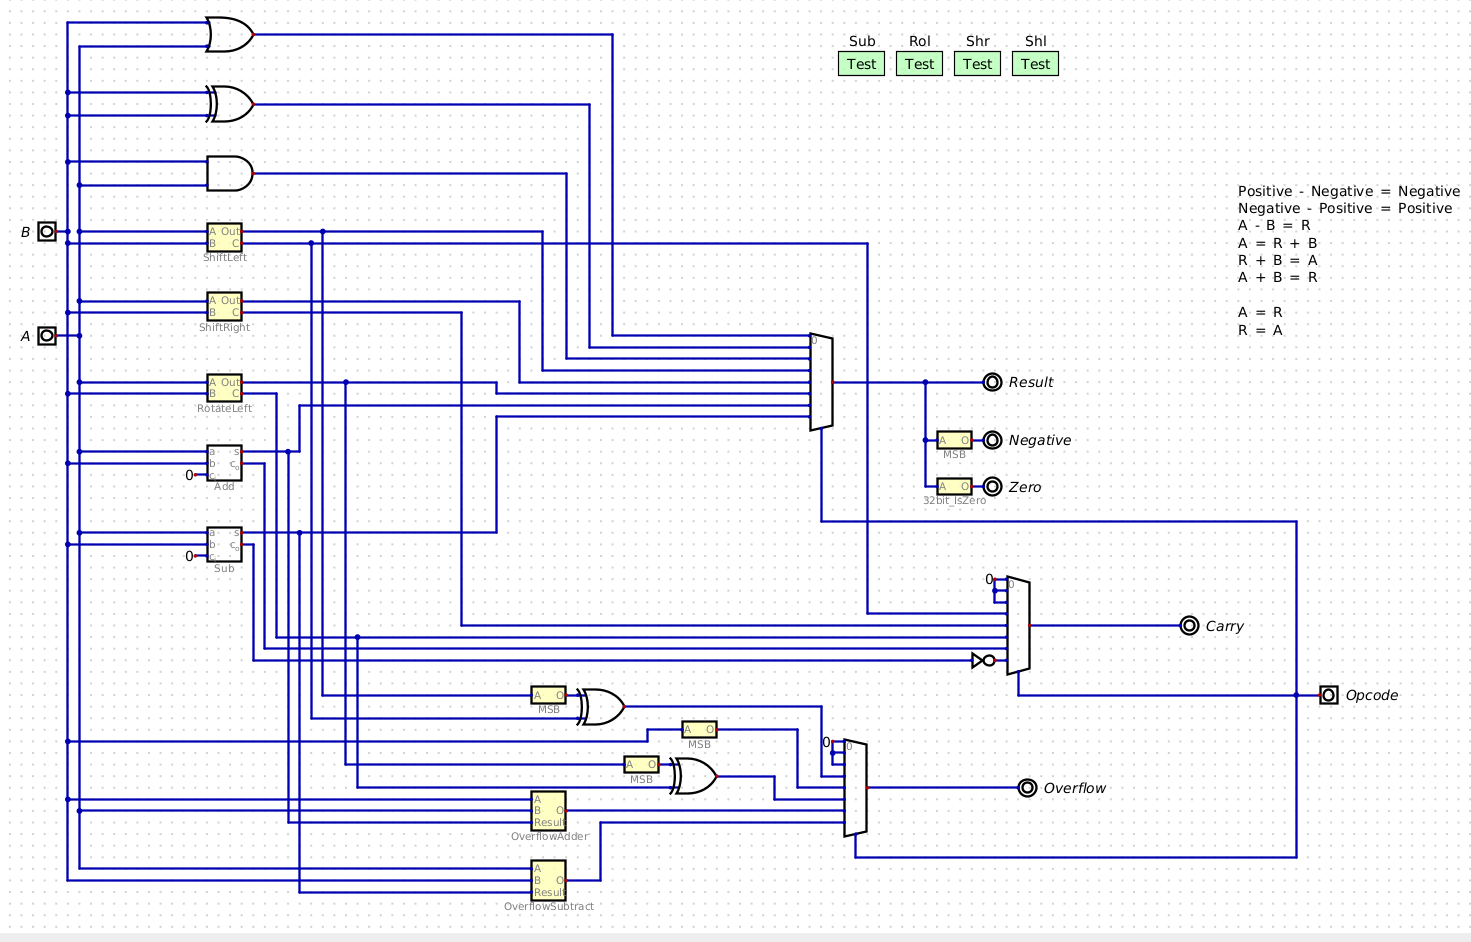 Sub Rol Shr Shl
Test Test Test Test
Positive - Negative = Negative
Negative - Positive = Positive
A - B = R
A = R + B
R + B = A
A + B = R
A = R
R = A
B
A Out
B C
ShiftLeft
A Out
B C
ShiftRight
A
0
Result
A Out
B C
RotateLeft
A O
MSB
Negative
a s
b co
0 c
Add
A O
32bit_IsZero
Zero
a s
b co
0 c
Sub
0
0
Carry
A O
MSB
Opcode
A O
MSB
0
0
A O
MSB
Overflow
A
B O
Result
OverflowAdder
A
B O
Result
OverflowSubtract